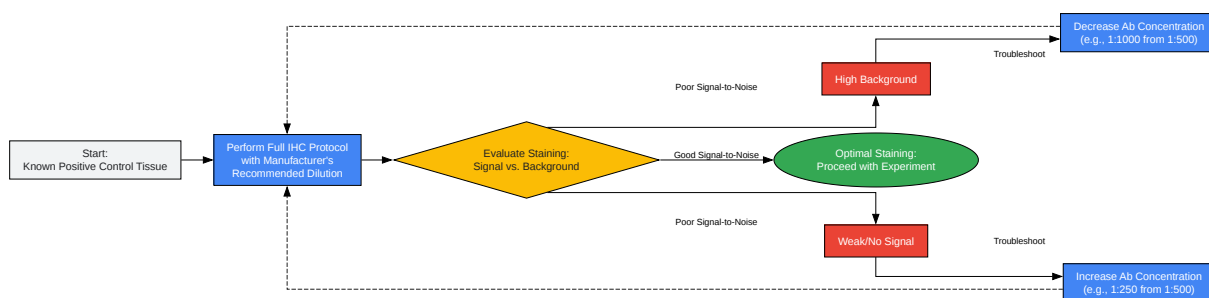 Start:
Known Positive Control Tissue
Perform Full IHC Protocol
with Manufacturer's
Recommended Dilution
Evaluate Staining:
Signal vs. Background
Poor Signal-to-Noise
High Background
Troubleshoot
Decrease Ab Concentration
(e.g., 1:1000 from 1:500)
Good Signal-to-Noise
Optimal Staining:
Proceed with Experiment
Poor Signal-to-Noise
Weak/No Signal
Troubleshoot
Increase Ab Concentration
(e.g., 1:250 from 1:500)